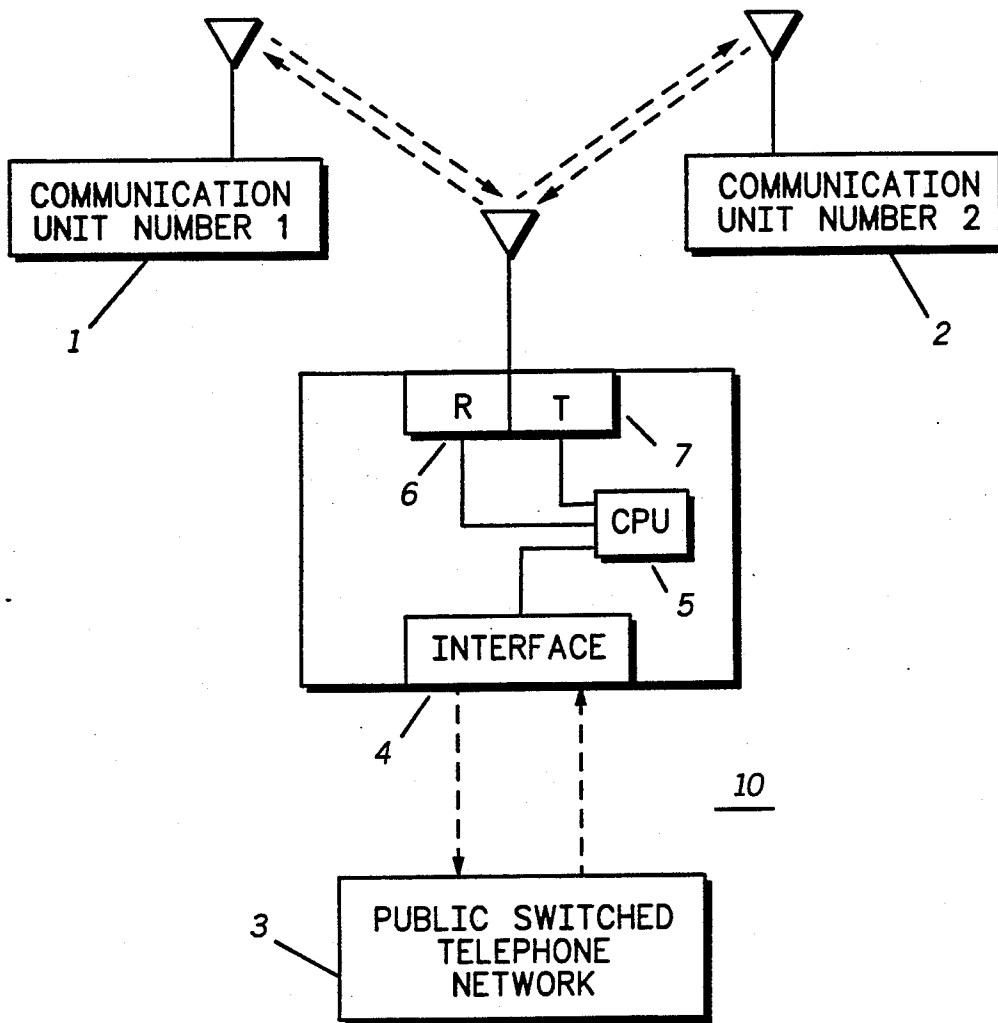 COMMUNICATION
UNIT NUMBER 1
COMMUNICATION
UNIT NUMBER 2
1
2
R
T
6
7
CPU
5
INTERFACE
4
10
3
PUBLIC SWITCHED
TELEPHONE
NETWORK